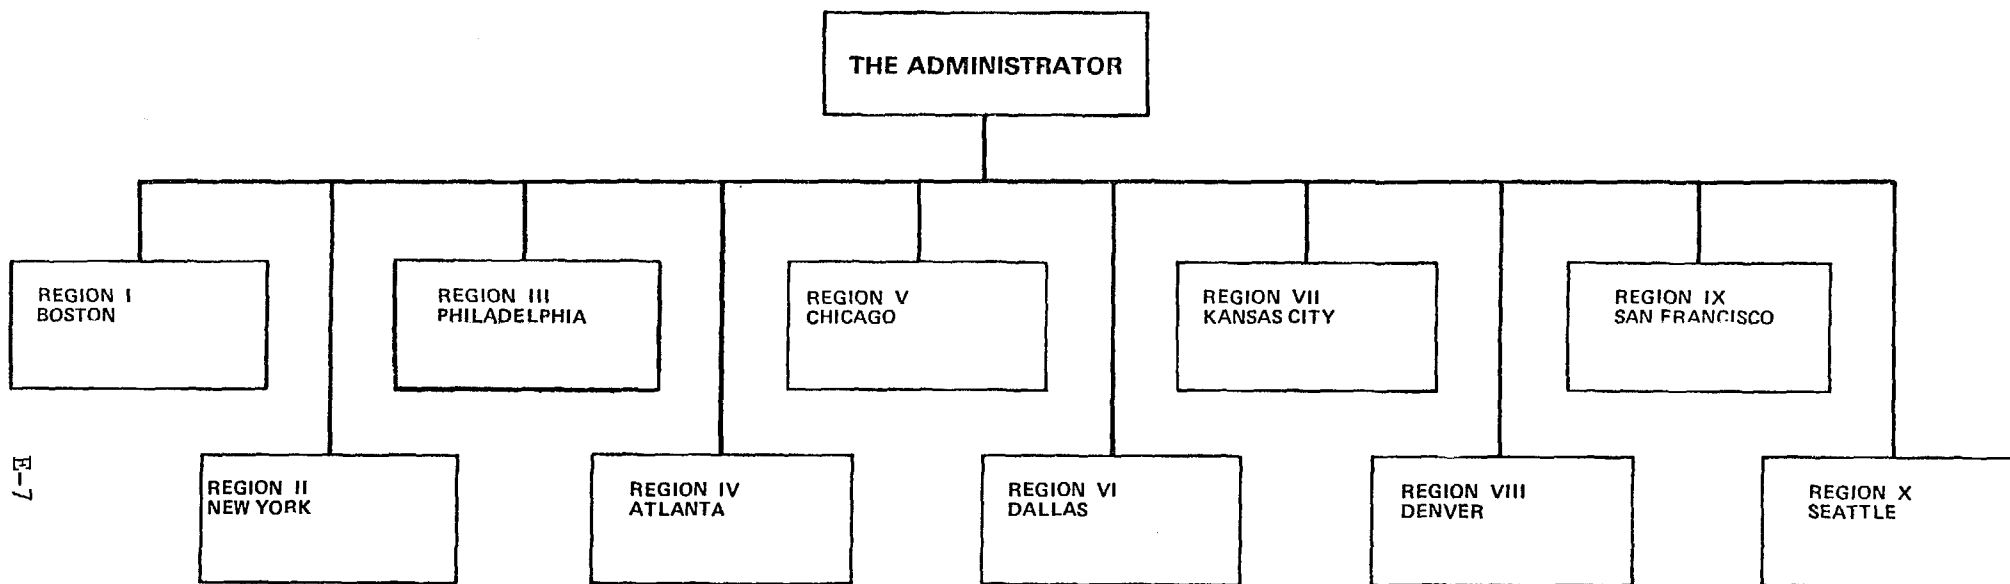 THE ADMINISTRATOR
REGION I
BOSTON
REGION III
PHILADELPHIA
REGION V
CHICAGO
REGION VII
KANSAS CITY
REGION IX
SAN FRANCISCO
REGION II
NEW YORK
REGION IV
ATLANTA
REGION VI
DALLAS
REGION VIII
DENVER
REGION X
SEATTLE
E-7